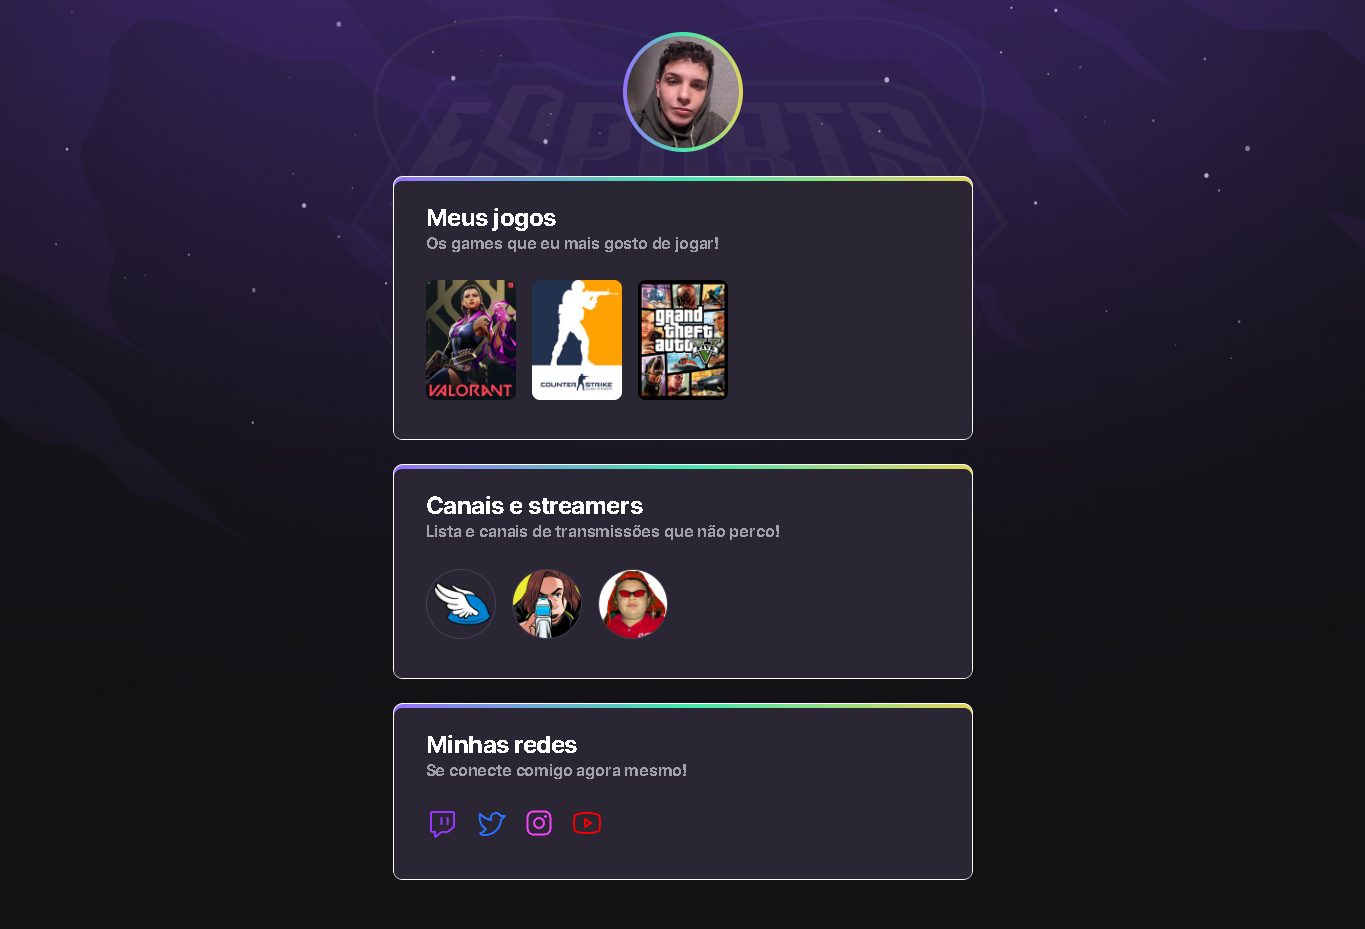 ESPORTS
Meus jogos
Os games que eu mais gosto de jogar!
VALORANT
COUNTER STRIKE
grand
theft
auto
Canais e streamers
Lista e canais de transmissões que não perco!
Minhas redes
Se conecte comigo agora mesmo!